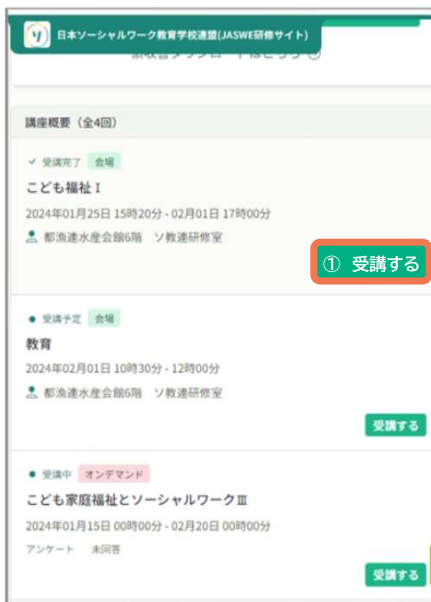 日本ソーシャルワーク教育学校連盟(JASWE研修サイト)
講座概要（全4回）
✓ 受講完了 会場
こども福祉 I
2024年01月25日 15時20分 - 02月01日 17時00分
都漁連水産会館6階 ソ教連研修室
① 受講する
● 受講予定 会場
教育
2024年02月01日 10時30分 - 12時00分
都漁連水産会館6階 ソ教連研修室
受講する
● 受講中 オンデマンド
こども家庭福祉とソーシャルワークⅢ
2024年01月15日 00時00分 - 02月20日 00時00分
アンケート 未回答
受講する